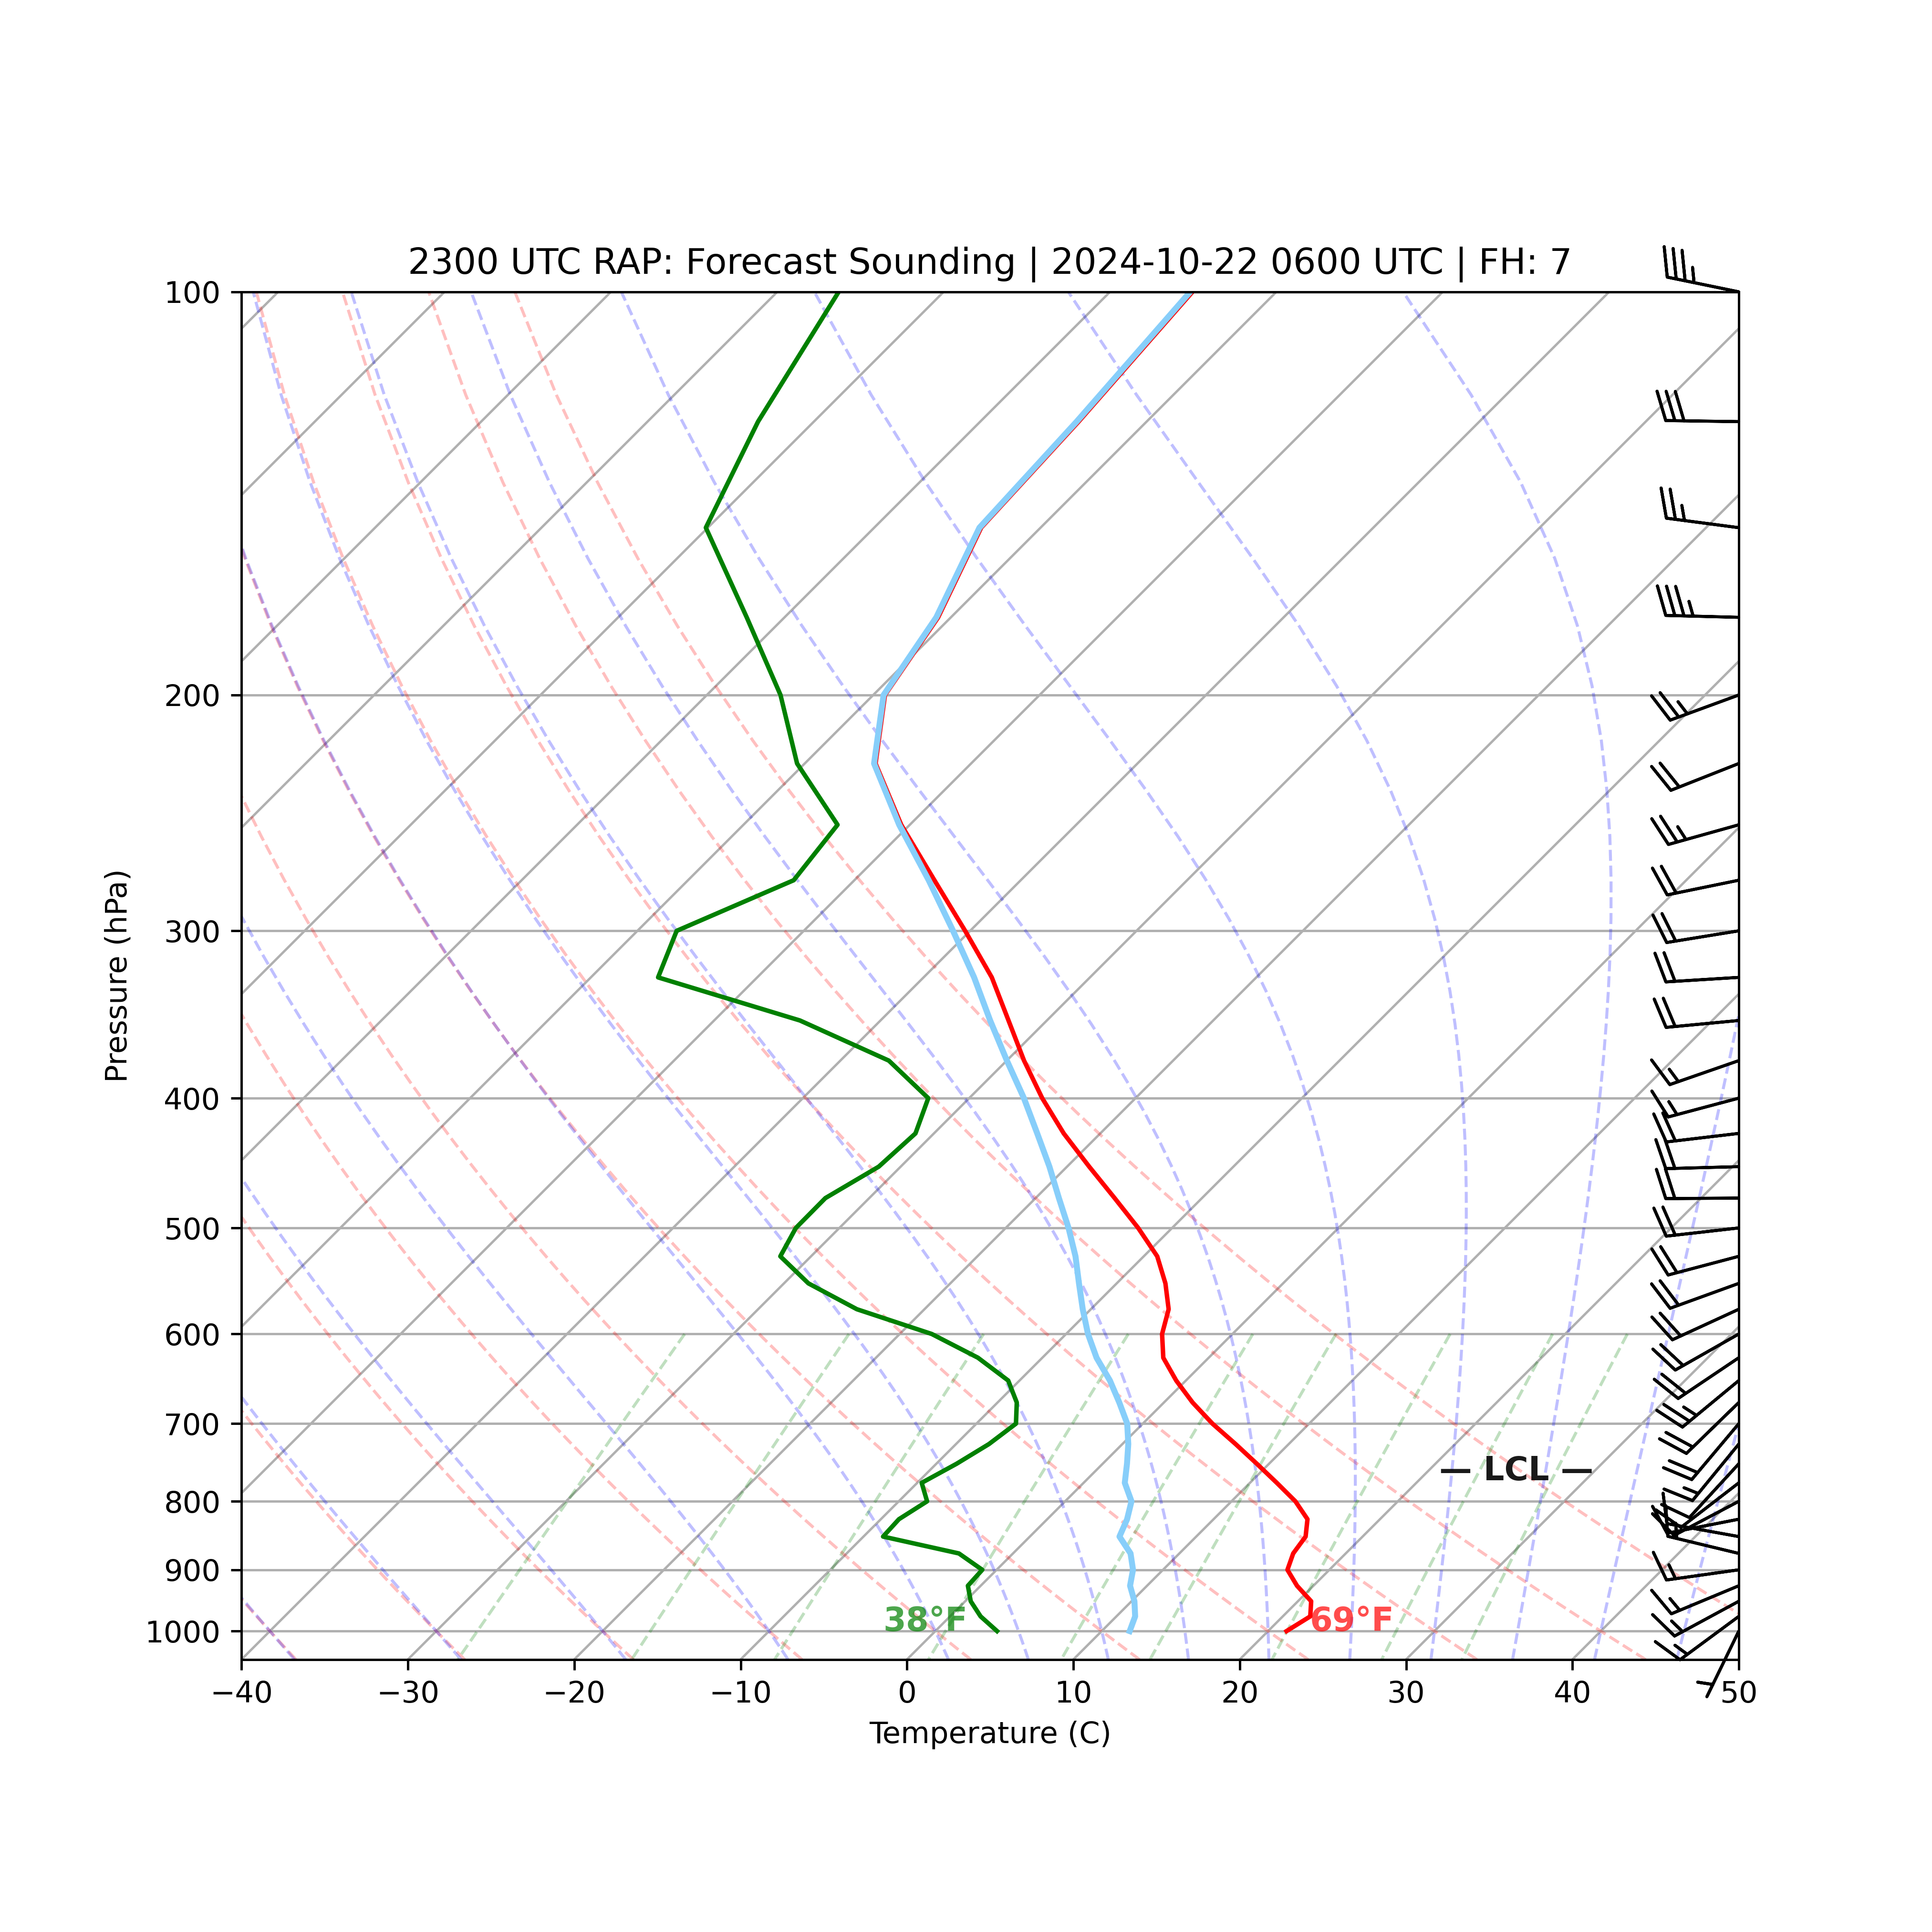 2300 UTC RAP: Forecast Sounding | 2024-10-22 0600 UTC | FH: 7
100
200
300
400
500
600
700
800
900
1000
Pressure (hPa)
— LCL —
38°F
69°F
−40 −30 −20 −10 0 10 20 30 40 50
Temperature (C)